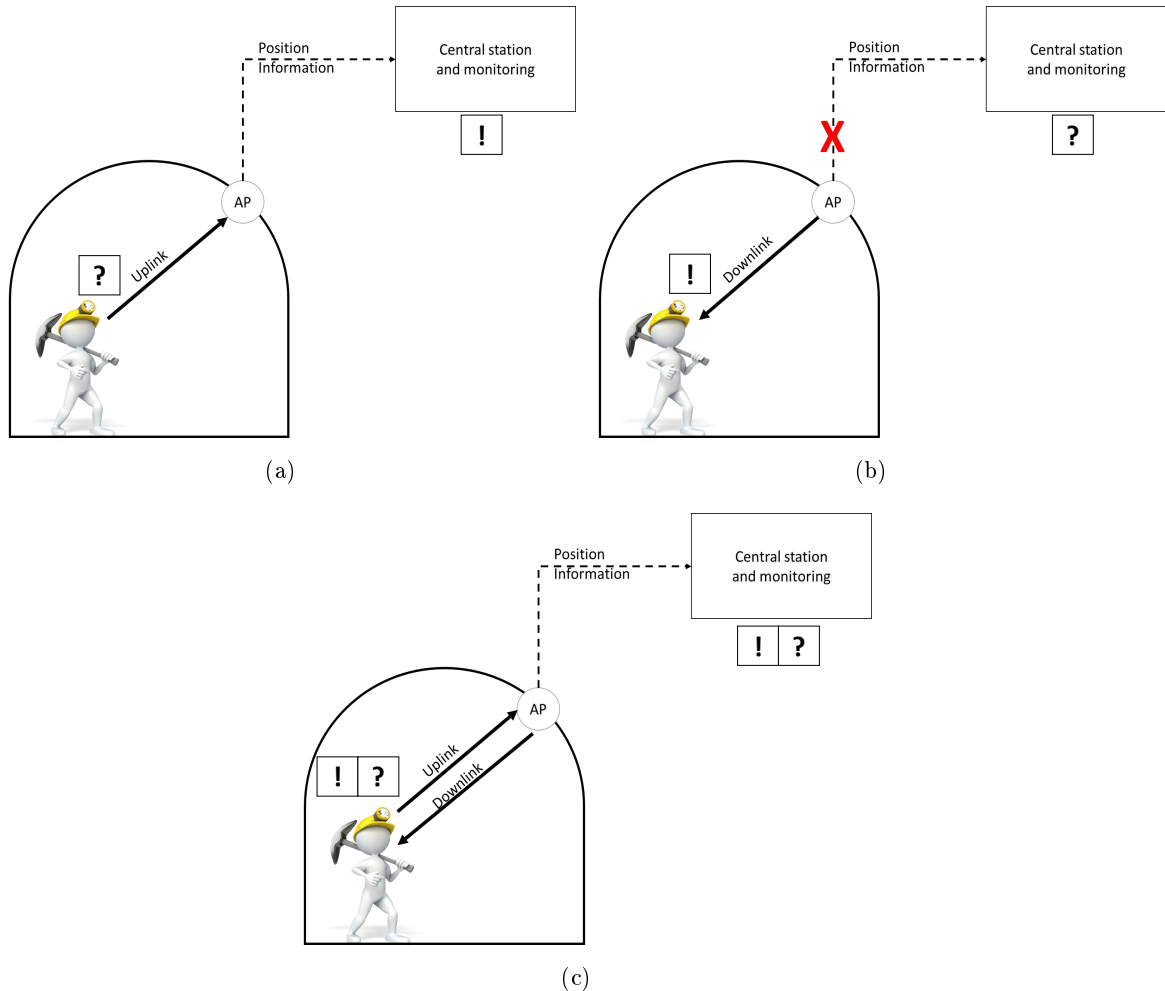 Position
Information
Central station
and monitoring
!
AP
Uplink
?
(a)
Position
Information
Central station
and monitoring
?
X
AP
Downlink
!
(b)
Position
Information
Central station
and monitoring
! ?
AP
Uplink
Downlink
! ?
(c)